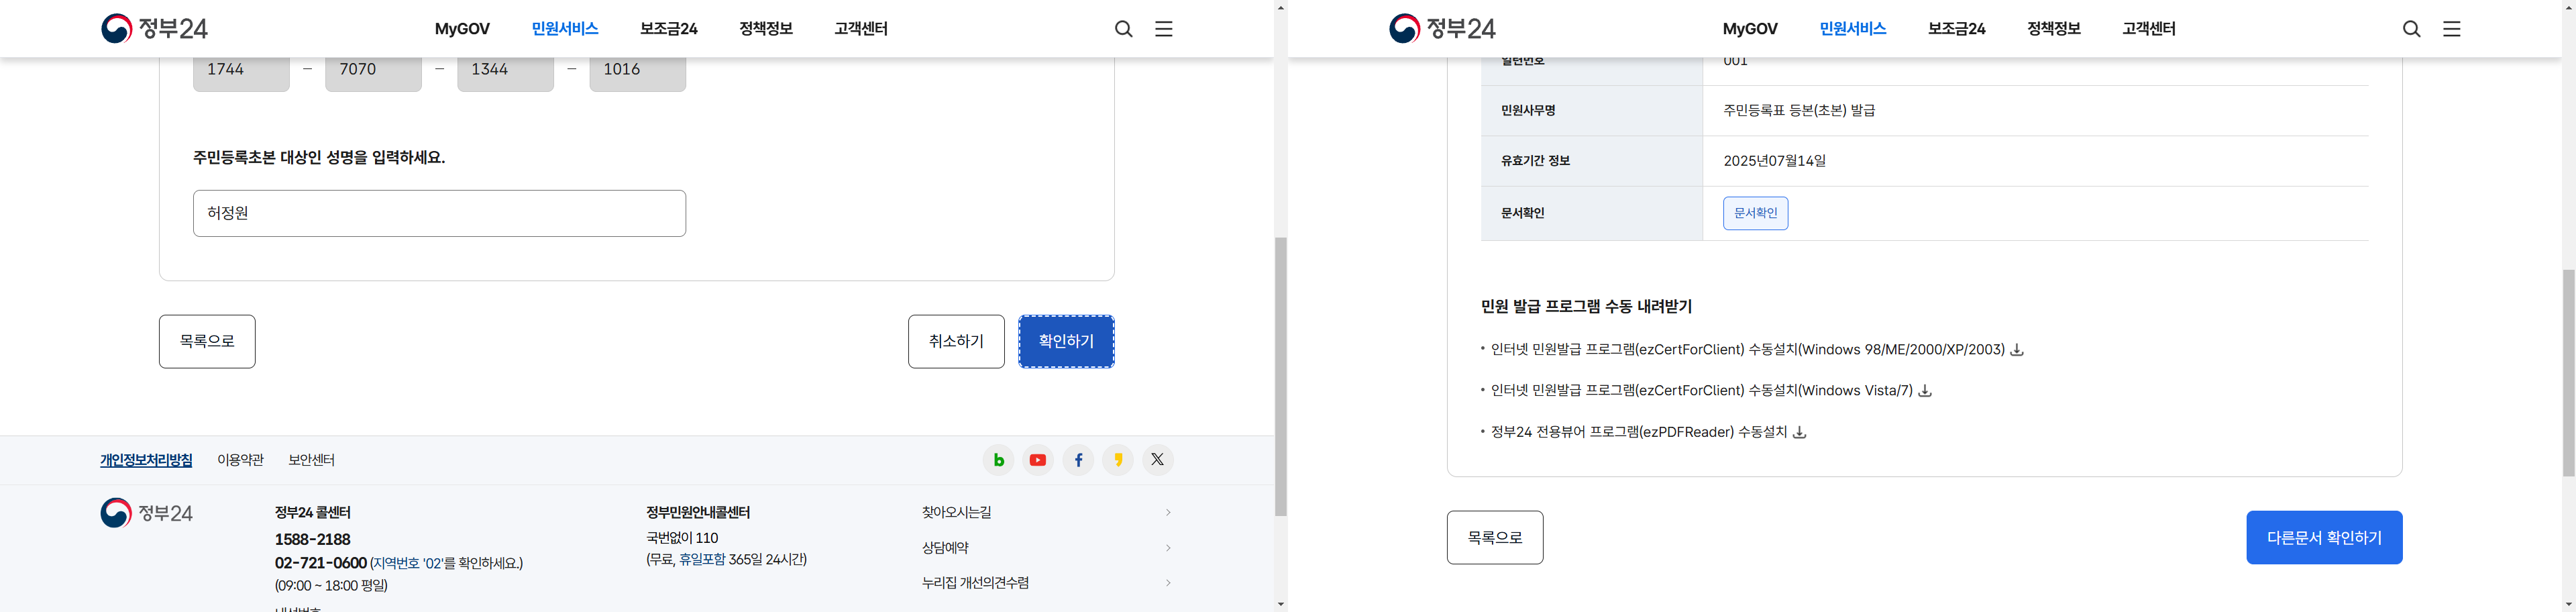 정부24
MyGOV 민원서비스 보조금24 정책정보 고객센터
1744 – 7070 – 1344 – 1016
주민등록초본 대상인 성명을 입력하세요.
허정원
목록으로 취소하기 확인하기
개인정보처리방침 이용약관 보안센터
정부24
정부24 콜센터
1588-2188
02-721-0600 (지역번호 '02'를 확인하세요.)
(09:00 ~ 18:00 평일)
정부민원안내콜센터
국번없이 110
(무료, 휴일포함 365일 24시간)
찾아오시는길
상담예약
누리집 개선의견수렴
정부24
MyGOV 민원서비스 보조금24 정책정보 고객센터
일련번호 001
민원사무명 주민등록표 등본(초본) 발급
유효기간 정보 2025년07월14일
문서확인 문서확인
민원 발급 프로그램 수동 내려받기
• 인터넷 민원발급 프로그램(ezCertForClient) 수동설치(Windows 98/ME/2000/XP/2003)
• 인터넷 민원발급 프로그램(ezCertForClient) 수동설치(Windows Vista/7)
• 정부24 전용뷰어 프로그램(ezPDFReader) 수동설치
목록으로 다른문서 확인하기